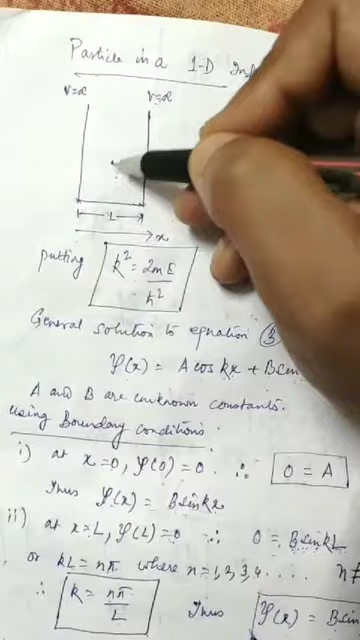 Particle in a 1-D
V=α V=α
L
x
putting k² = 2mE/ħ²
General solution to equation ③
φ(x) = A cos kx + B sin
A and B are unknown constants.
Using Boundary conditions.
i) at x=0, φ(0)=0 ∴ 0 = A
Thus φ(x) = B sin kx
ii) at x=L, φ(L)=0 ∴ 0 = B sin kL
or kL = nπ where n=1,2,3,4.... n≠
∴ k = nπ/L Thus φ(x) = B sin